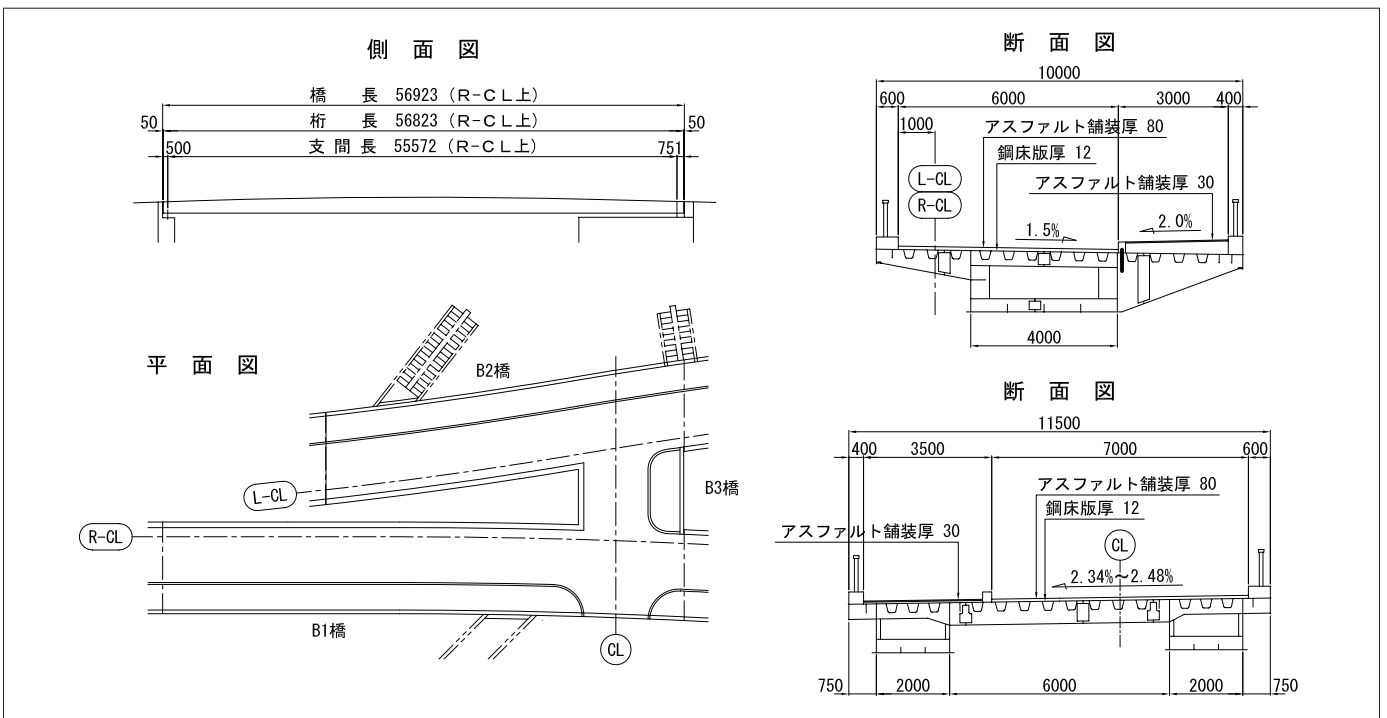 側 面 図
橋 長 56923 (R-CL上)
50 桁 長 56823 (R-CL上) 50
500 支 間 長 55572 (R-CL上) 751
平 面 図
B2橋
L-CL
B3橋
R-CL
B1橋
CL
断 面 図
10000
600 6000 3000 400
1000
アスファルト舗装厚 80
鋼床版厚 12
L-CL
アスファルト舗装厚 30
R-CL
1.5% 2.0%
4000
断 面 図
11500
400 3500 7000 600
アスファルト舗装厚 80
鋼床版厚 12
アスファルト舗装厚 30
CL
2.34%~2.48%
750 2000 6000 2000 750